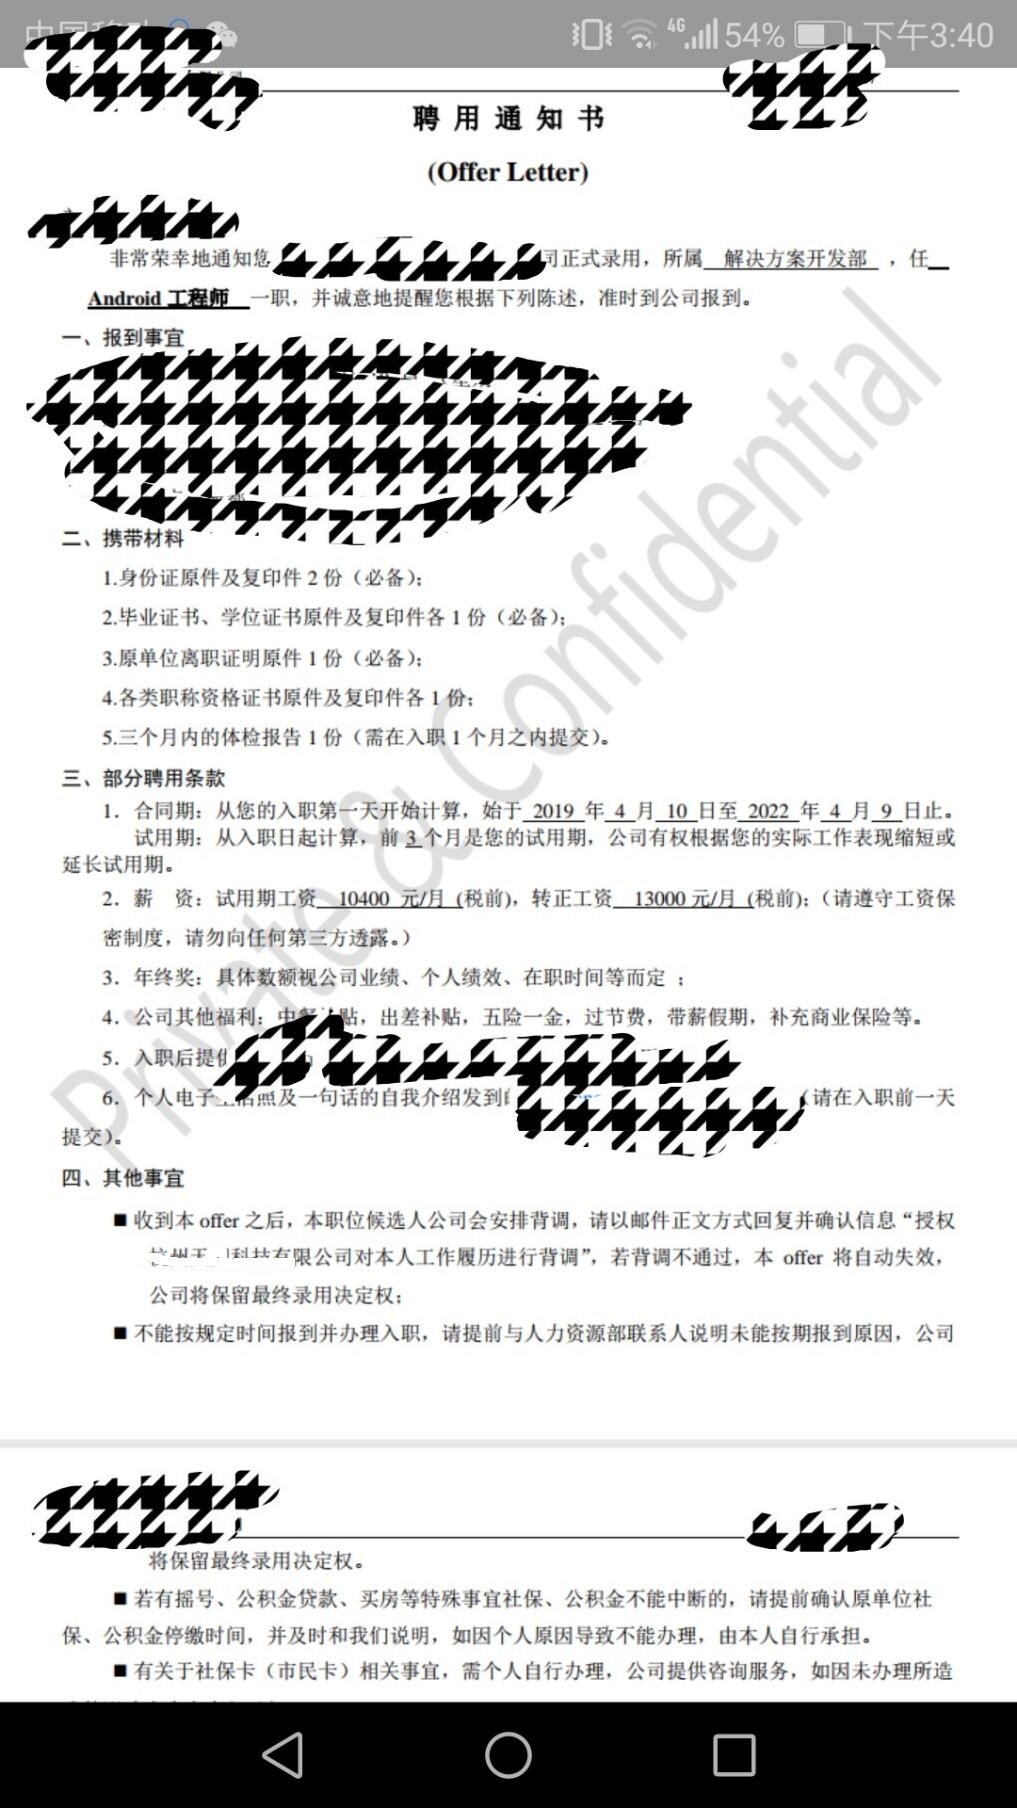 4G 54% 下午3:40
聘 用 通 知 书
(Offer Letter)
非常荣幸地通知您 司正式录用，所属 解决方案开发部 ，任
Android 工程师 一职，并诚意地提醒您根据下列陈述，准时到公司报到。
一、报到事宜
二、携带材料
1.身份证原件及复印件 2 份（必备）；
2.毕业证书、学位证书原件及复印件各 1 份（必备）；
3.原单位离职证明原件 1 份（必备）；
4.各类职称资格证书原件及复印件各 1 份；
5.三个月内的体检报告 1 份（需在入职 1 个月之内提交）。
三、部分聘用条款
1．合同期：从您的入职第一天开始计算，始于 2019 年 4 月 10 日至 2022 年 4 月 9 日止。
试用期：从入职日起计算，前 3 个月是您的试用期，公司有权根据您的实际工作表现缩短或
延长试用期。
2．薪 资：试用期工资 10400 元/月 (税前)，转正工资 13000 元/月 (税前)；（请遵守工资保
密制度，请勿向任何第三方透露。）
3．年终奖：具体数额视公司业绩、个人绩效、在职时间等而定 ；
4．公司其他福利：中餐 贴，出差补贴，五险一金，过节费，带薪假期，补充商业保险等。
5．入职后提供
6．个人电子 活照及一句话的自我介绍发到 （请在入职前一天
提交）。
四、其他事宜
■ 收到本 offer 之后，本职位候选人公司会安排背调，请以邮件正文方式回复并确认信息“授权
科技有限公司对本人工作履历进行背调”，若背调不通过，本 offer 将自动失效，
公司将保留最终录用决定权；
■ 不能按规定时间报到并办理入职，请提前与人力资源部联系人说明未能按期报到原因，公司
将保留最终录用决定权。
■ 若有摇号、公积金贷款、买房等特殊事宜社保、公积金不能中断的，请提前确认原单位社
保、公积金停缴时间，并及时和我们说明，如因个人原因导致不能办理，由本人自行承担。
■ 有关于社保卡（市民卡）相关事宜，需个人自行办理，公司提供咨询服务，如因未办理所造
Private & Confidential